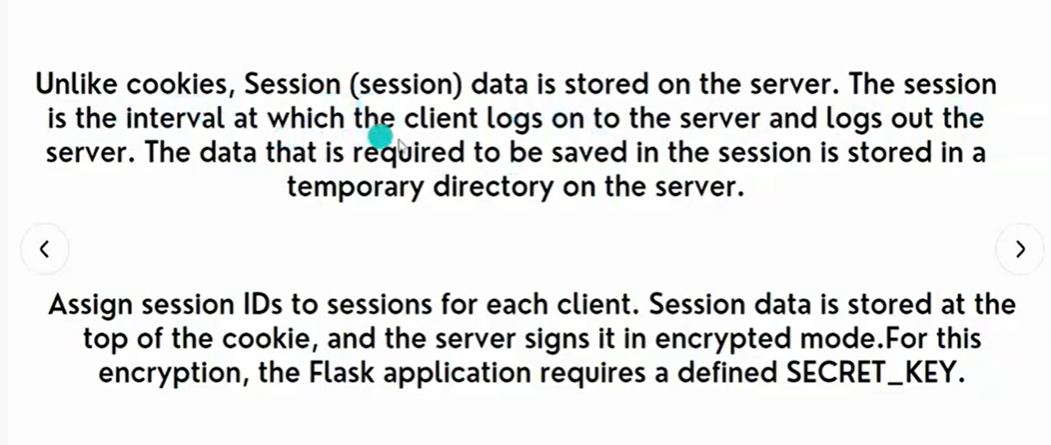 Unlike cookies, Session (session) data is stored on the server. The session
is the interval at which the client logs on to the server and logs out the
server. The data that is required to be saved in the session is stored in a
temporary directory on the server.
Assign session IDs to sessions for each client. Session data is stored at the
top of the cookie, and the server signs it in encrypted mode.For this
encryption, the Flask application requires a defined SECRET_KEY.